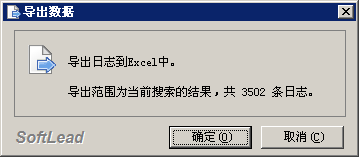 导出数据
导出日志到Excel中。
导出范围为当前搜索的结果，共 3502 条日志。
SoftLead
确定(O)
取消(C)